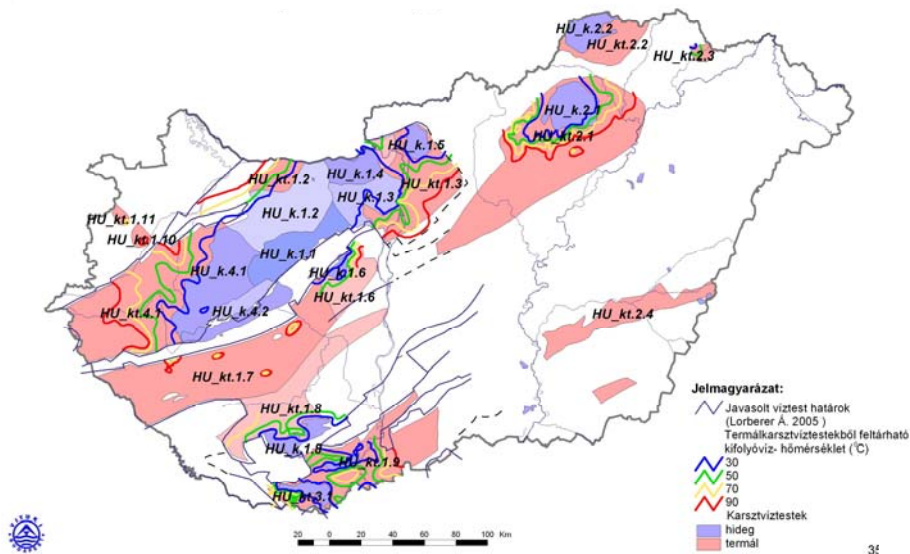 HU_k.2.2
HU_kt.2.2
HU_kt.2.3
HU_k.2.1
HU_kt.2.1
HU_k.1.5
HU_kt.1.2
HU_k.1.4
HU_kt.1.3
HU_k.1.3
HU_k.1.2
HU_kt.1.11
HU_kt.1.10
HU_k.1.1
HU_k.4.1
HU_k.1.6
HU_kt.1.6
HU_kt.4.1
HU_k.4.2
HU_kt.2.4
HU_kt.1.7
HU_kt.1.8
HU_k.1.8
HU_kt.1.9
HU_kt.3.1
Jelmagyarázat:
Javasolt víztest határok
(Lorberer Á. 2005 )
Termálkarsztvíztestekből feltárható
kifolyóvíz- hőmérséklet (°C)
30
50
70
90
Karsztvíztestek
hideg
termál
20 0 20 40 60 80 100 Km